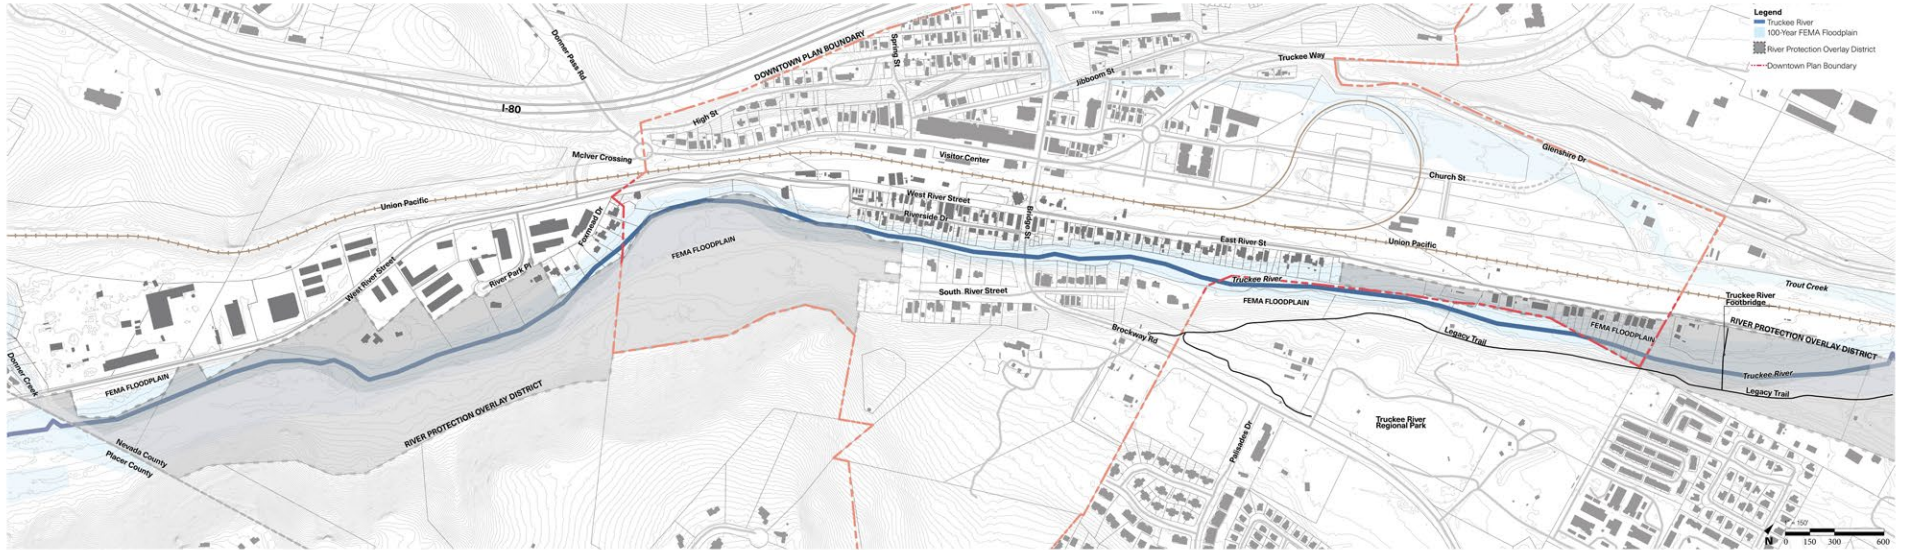 Legend
Truckee River
100-Year FEMA Floodplain
River Protection Overlay District
Downtown Plan Boundary
Donner Pass Rd
DOWNTOWN PLAN BOUNDARY
Spring St
Truckee Way
Jibboom St
I-80
High St
McIver Crossing
Visitor Center
Glenshire Dr
Church St
Union Pacific
West River Street
Riverside Dr
Bridge St
Foxmead Dr
FEMA FLOODPLAIN
East River St
Union Pacific
West River Street
River Park Pl
Truckee River
Trout Creek
South River Street
FEMA FLOODPLAIN
Truckee River
Footbridge
Brockway Rd
Legacy Trail
FEMA FLOODPLAIN
RIVER PROTECTION OVERLAY DISTRICT
Donner Creek
FEMA FLOODPLAIN
Truckee River
Legacy Trail
RIVER PROTECTION OVERLAY DISTRICT
Truckee River
Regional Park
Palisades Dr
Nevada County
Placer County
N
0 150 300 600